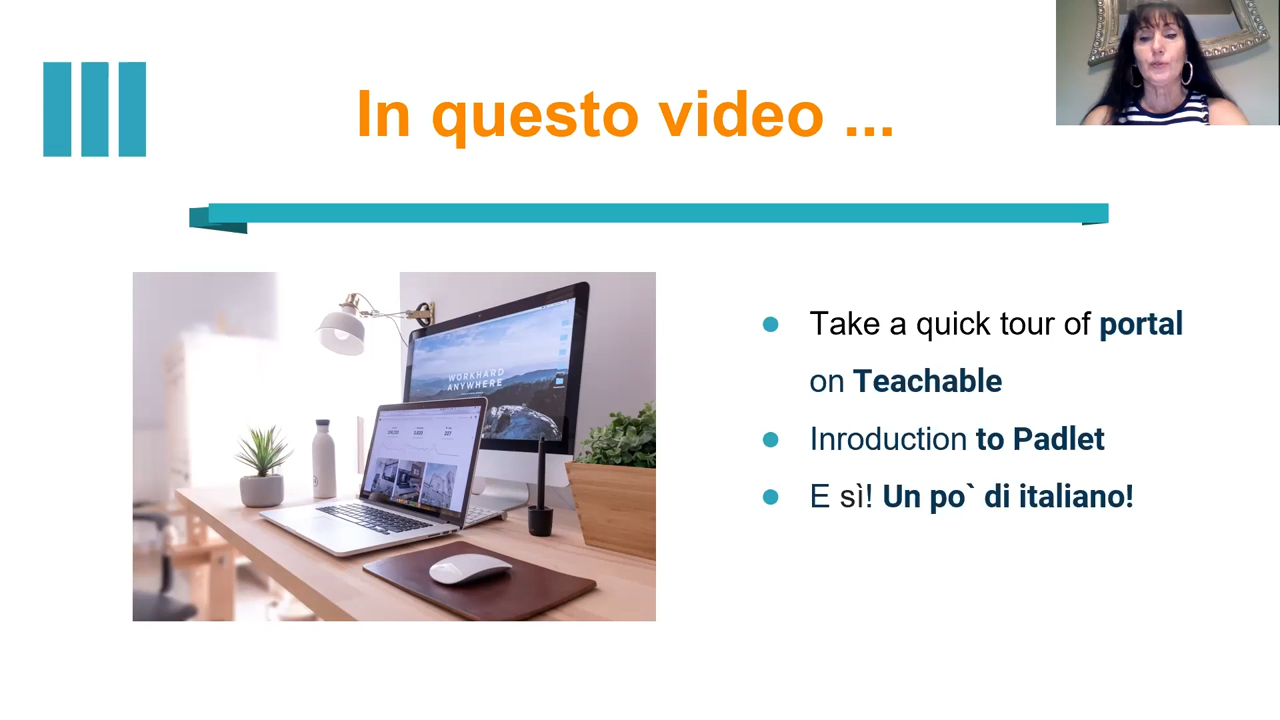 In questo video ...
WORKHARD
ANYWHERE
Take a quick tour of portal
on Teachable
Inroduction to Padlet
E sì! Un po` di italiano!